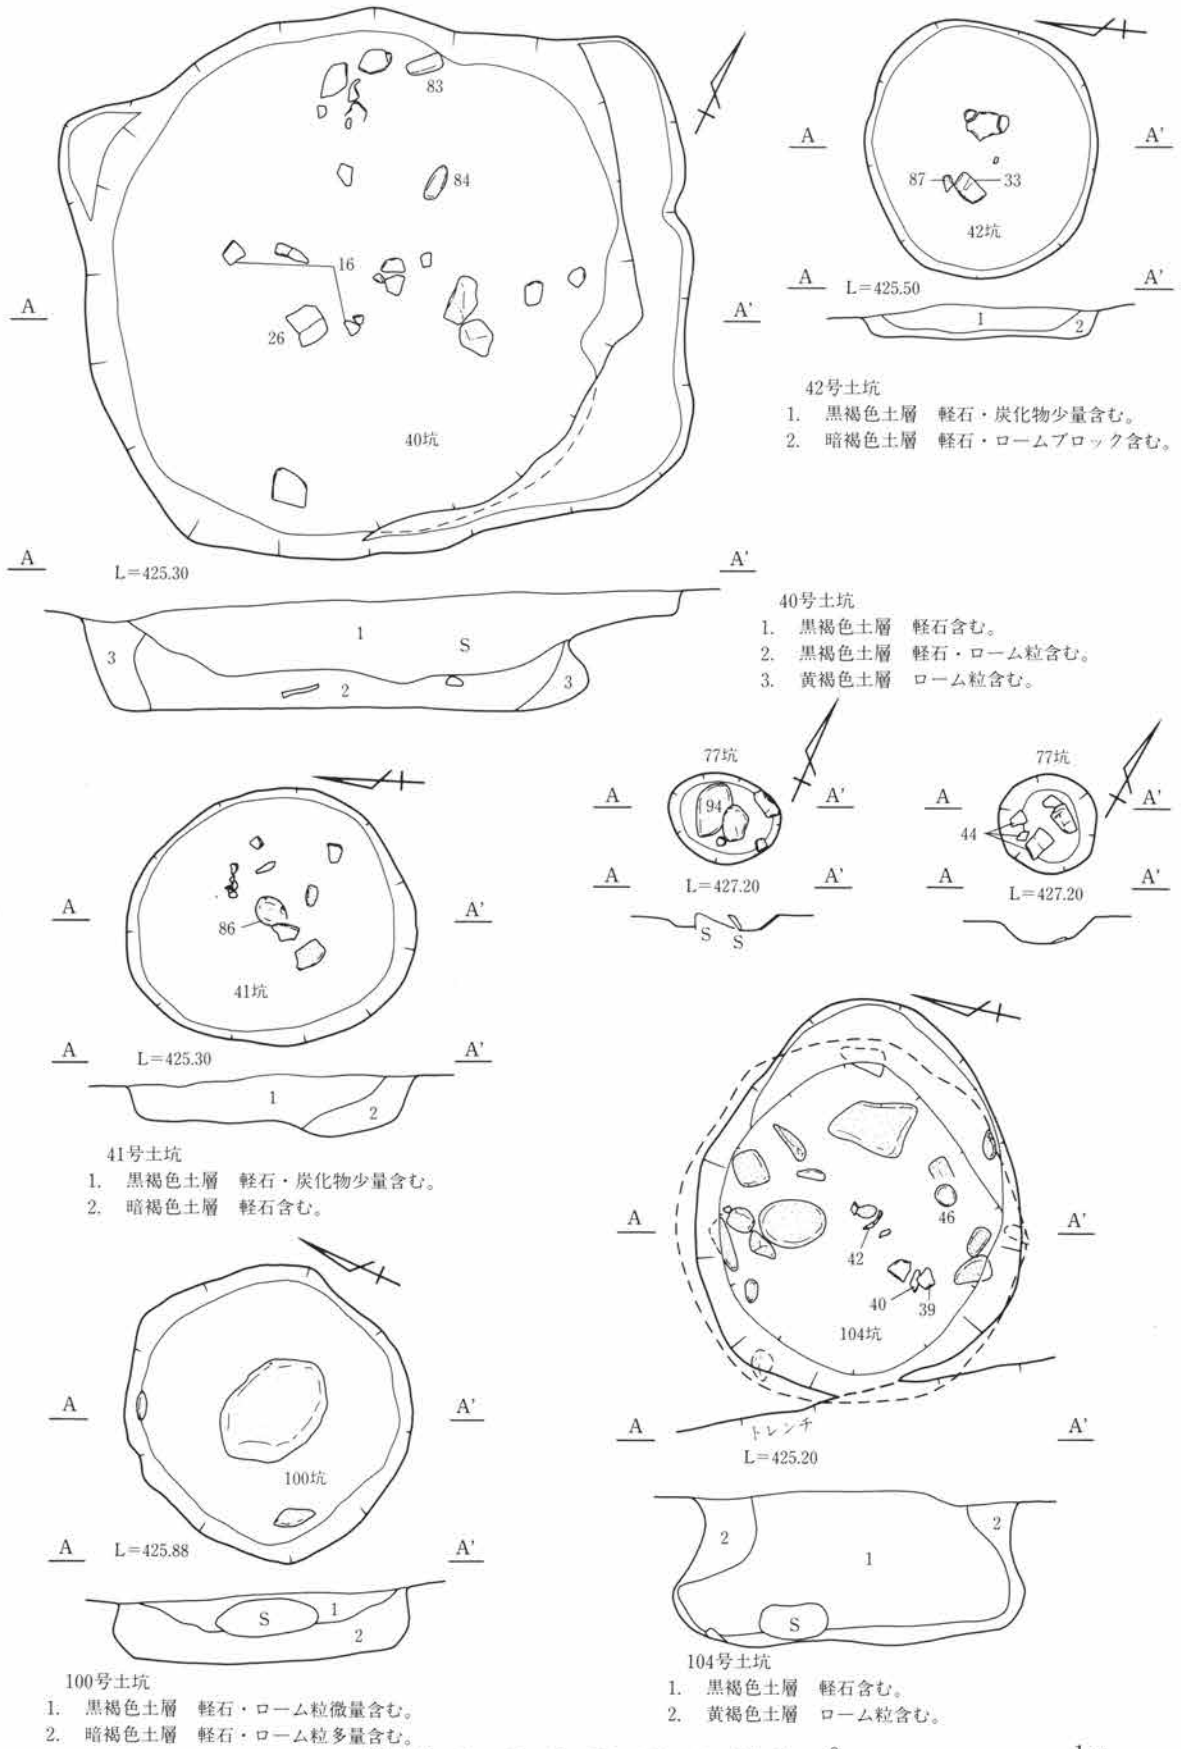 83
84
16
26
40坑
A
A'
A
L=425.30
A'
1
S
2
3
3
40号土坑
1. 黒褐色土層 軽石含む。
2. 黒褐色土層 軽石・ローム粒含む。
3. 黄褐色土層 ローム粒含む。
A
A'
87
33
42坑
A
L=425.50
A'
1
2
42号土坑
1. 黒褐色土層 軽石・炭化物少量含む。
2. 暗褐色土層 軽石・ロームブロック含む。
77坑
A
94
A'
A
L=427.20
A'
S
S
77坑
A
A'
44
A
L=427.20
A'
A
A'
86
41坑
A
L=425.30
A'
1
2
41号土坑
1. 黒褐色土層 軽石・炭化物少量含む。
2. 暗褐色土層 軽石含む。
A
A'
46
42
40
39
104坑
A
トレンチ
A'
L=425.20
2
1
2
S
104号土坑
1. 黒褐色土層 軽石含む。
2. 黄褐色土層 ローム粒含む。
A
A'
100坑
A
L=425.88
A'
S
1
2
100号土坑
1. 黒褐色土層 軽石・ローム粒微量含む。
2. 暗褐色土層 軽石・ローム粒多量含む。